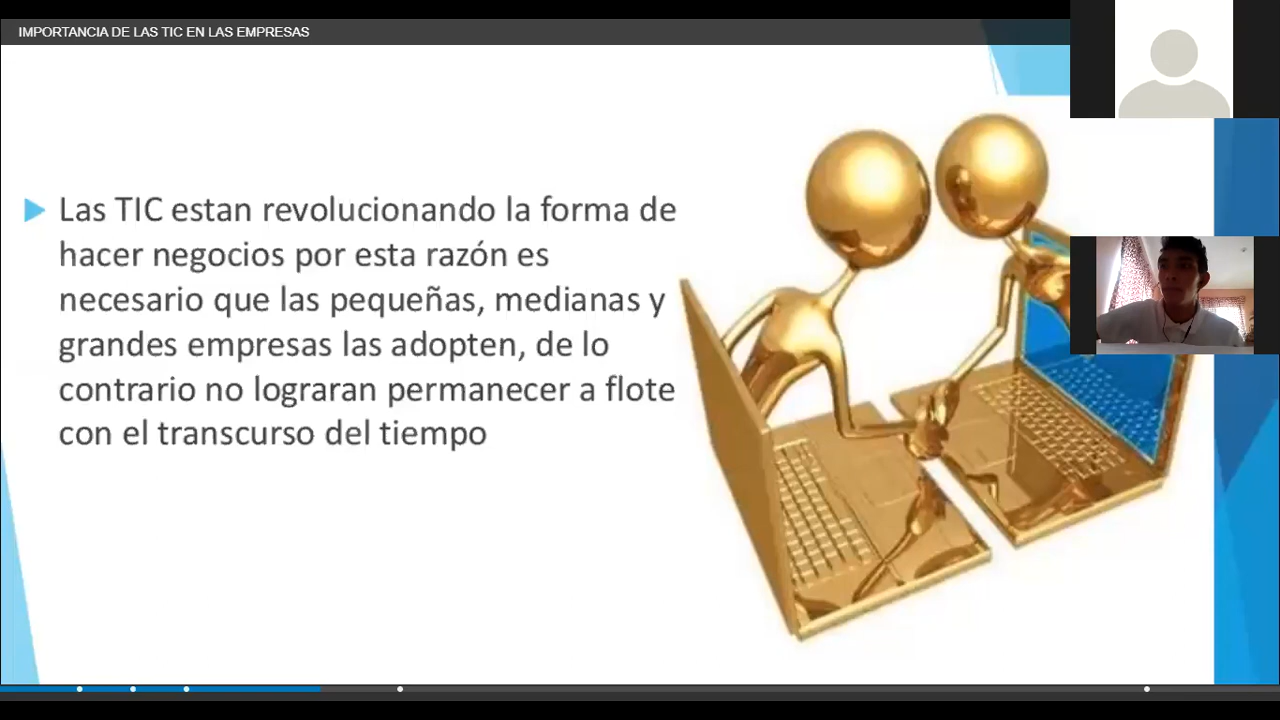 IMPORTANCIA DE LAS TIC EN LAS EMPRESAS
Las TIC estan revolucionando la forma de
hacer negocios por esta razón es
necesario que las pequeñas, medianas y
grandes empresas las adopten, de lo
contrario no lograran permanecer a flote
con el transcurso del tiempo